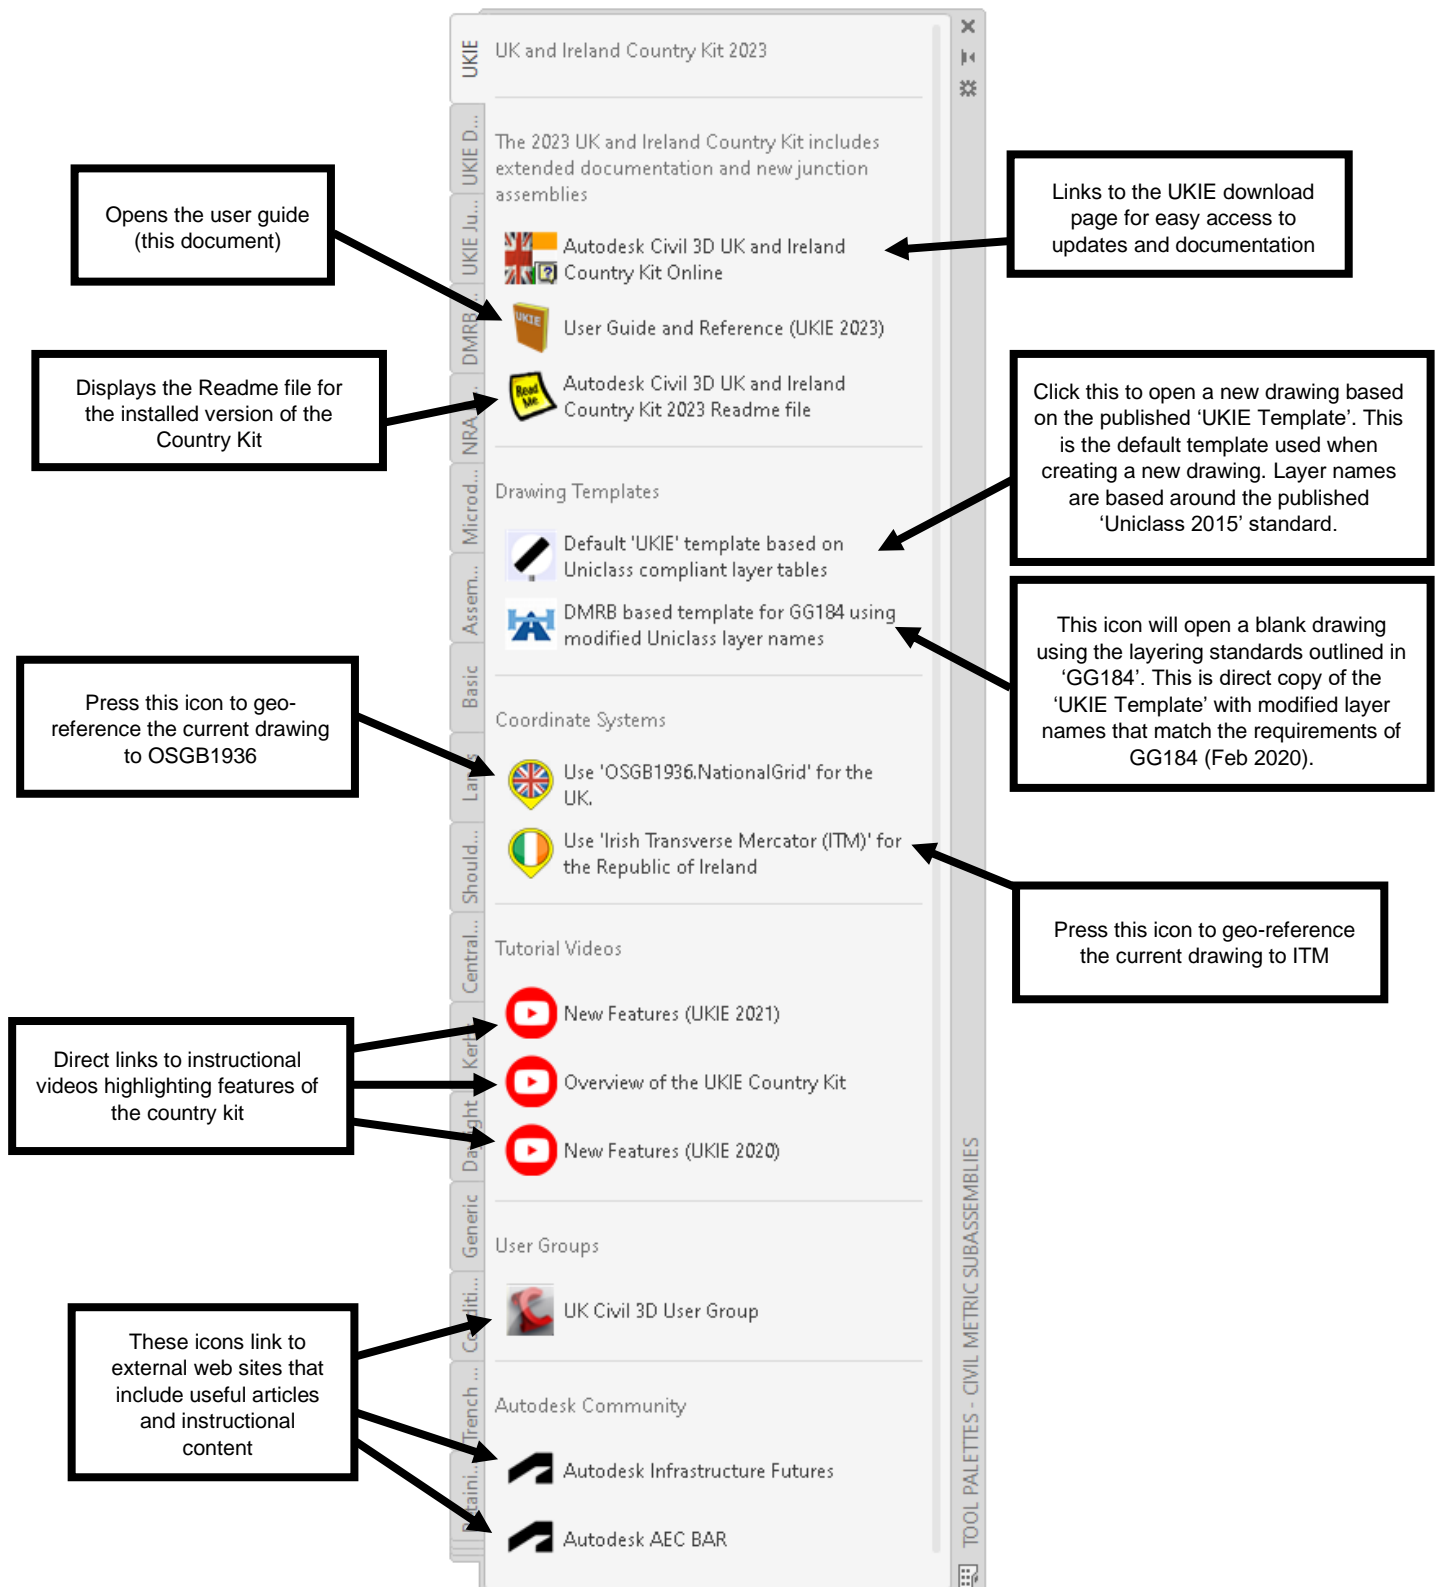 UK and Ireland Country Kit 2023
The 2023 UK and Ireland Country Kit includes
extended documentation and new junction
assemblies
Autodesk Civil 3D UK and Ireland
Country Kit Online
UKIE
User Guide and Reference (UKIE 2023)
Read
Me
Autodesk Civil 3D UK and Ireland
Country Kit 2023 Readme file
Drawing Templates
Default 'UKIE' template based on
Uniclass compliant layer tables
DMRB based template for GG184 using
modified Uniclass layer names
Coordinate Systems
Use 'OSGB1936.NationalGrid' for the
UK.
Use 'Irish Transverse Mercator (ITM)' for
the Republic of Ireland
Tutorial Videos
New Features (UKIE 2021)
Overview of the UKIE Country Kit
New Features (UKIE 2020)
User Groups
UK Civil 3D User Group
Autodesk Community
Autodesk Infrastructure Futures
Autodesk AEC BAR
UKIE
UKIE D...
UKIE Ju...
DMRB
NRA
Microd...
Assem...
Basic
Should...
Central...
Generic
Trench ...
TOOL PALETTES - CIVIL METRIC SUBASSEMBLIES
Opens the user guide
(this document)
Displays the Readme file for
the installed version of the
Country Kit
Press this icon to geo-
reference the current drawing
to OSGB1936
Direct links to instructional
videos highlighting features of
the country kit
These icons link to
external web sites that
include useful articles
and instructional
content
Links to the UKIE download
page for easy access to
updates and documentation
Click this to open a new drawing based
on the published ‘UKIE Template’. This
is the default template used when
creating a new drawing. Layer names
are based around the published
‘Uniclass 2015’ standard.
This icon will open a blank drawing
using the layering standards outlined in
‘GG184’. This is direct copy of the
‘UKIE Template’ with modified layer
names that match the requirements of
GG184 (Feb 2020).
Press this icon to geo-reference
the current drawing to ITM